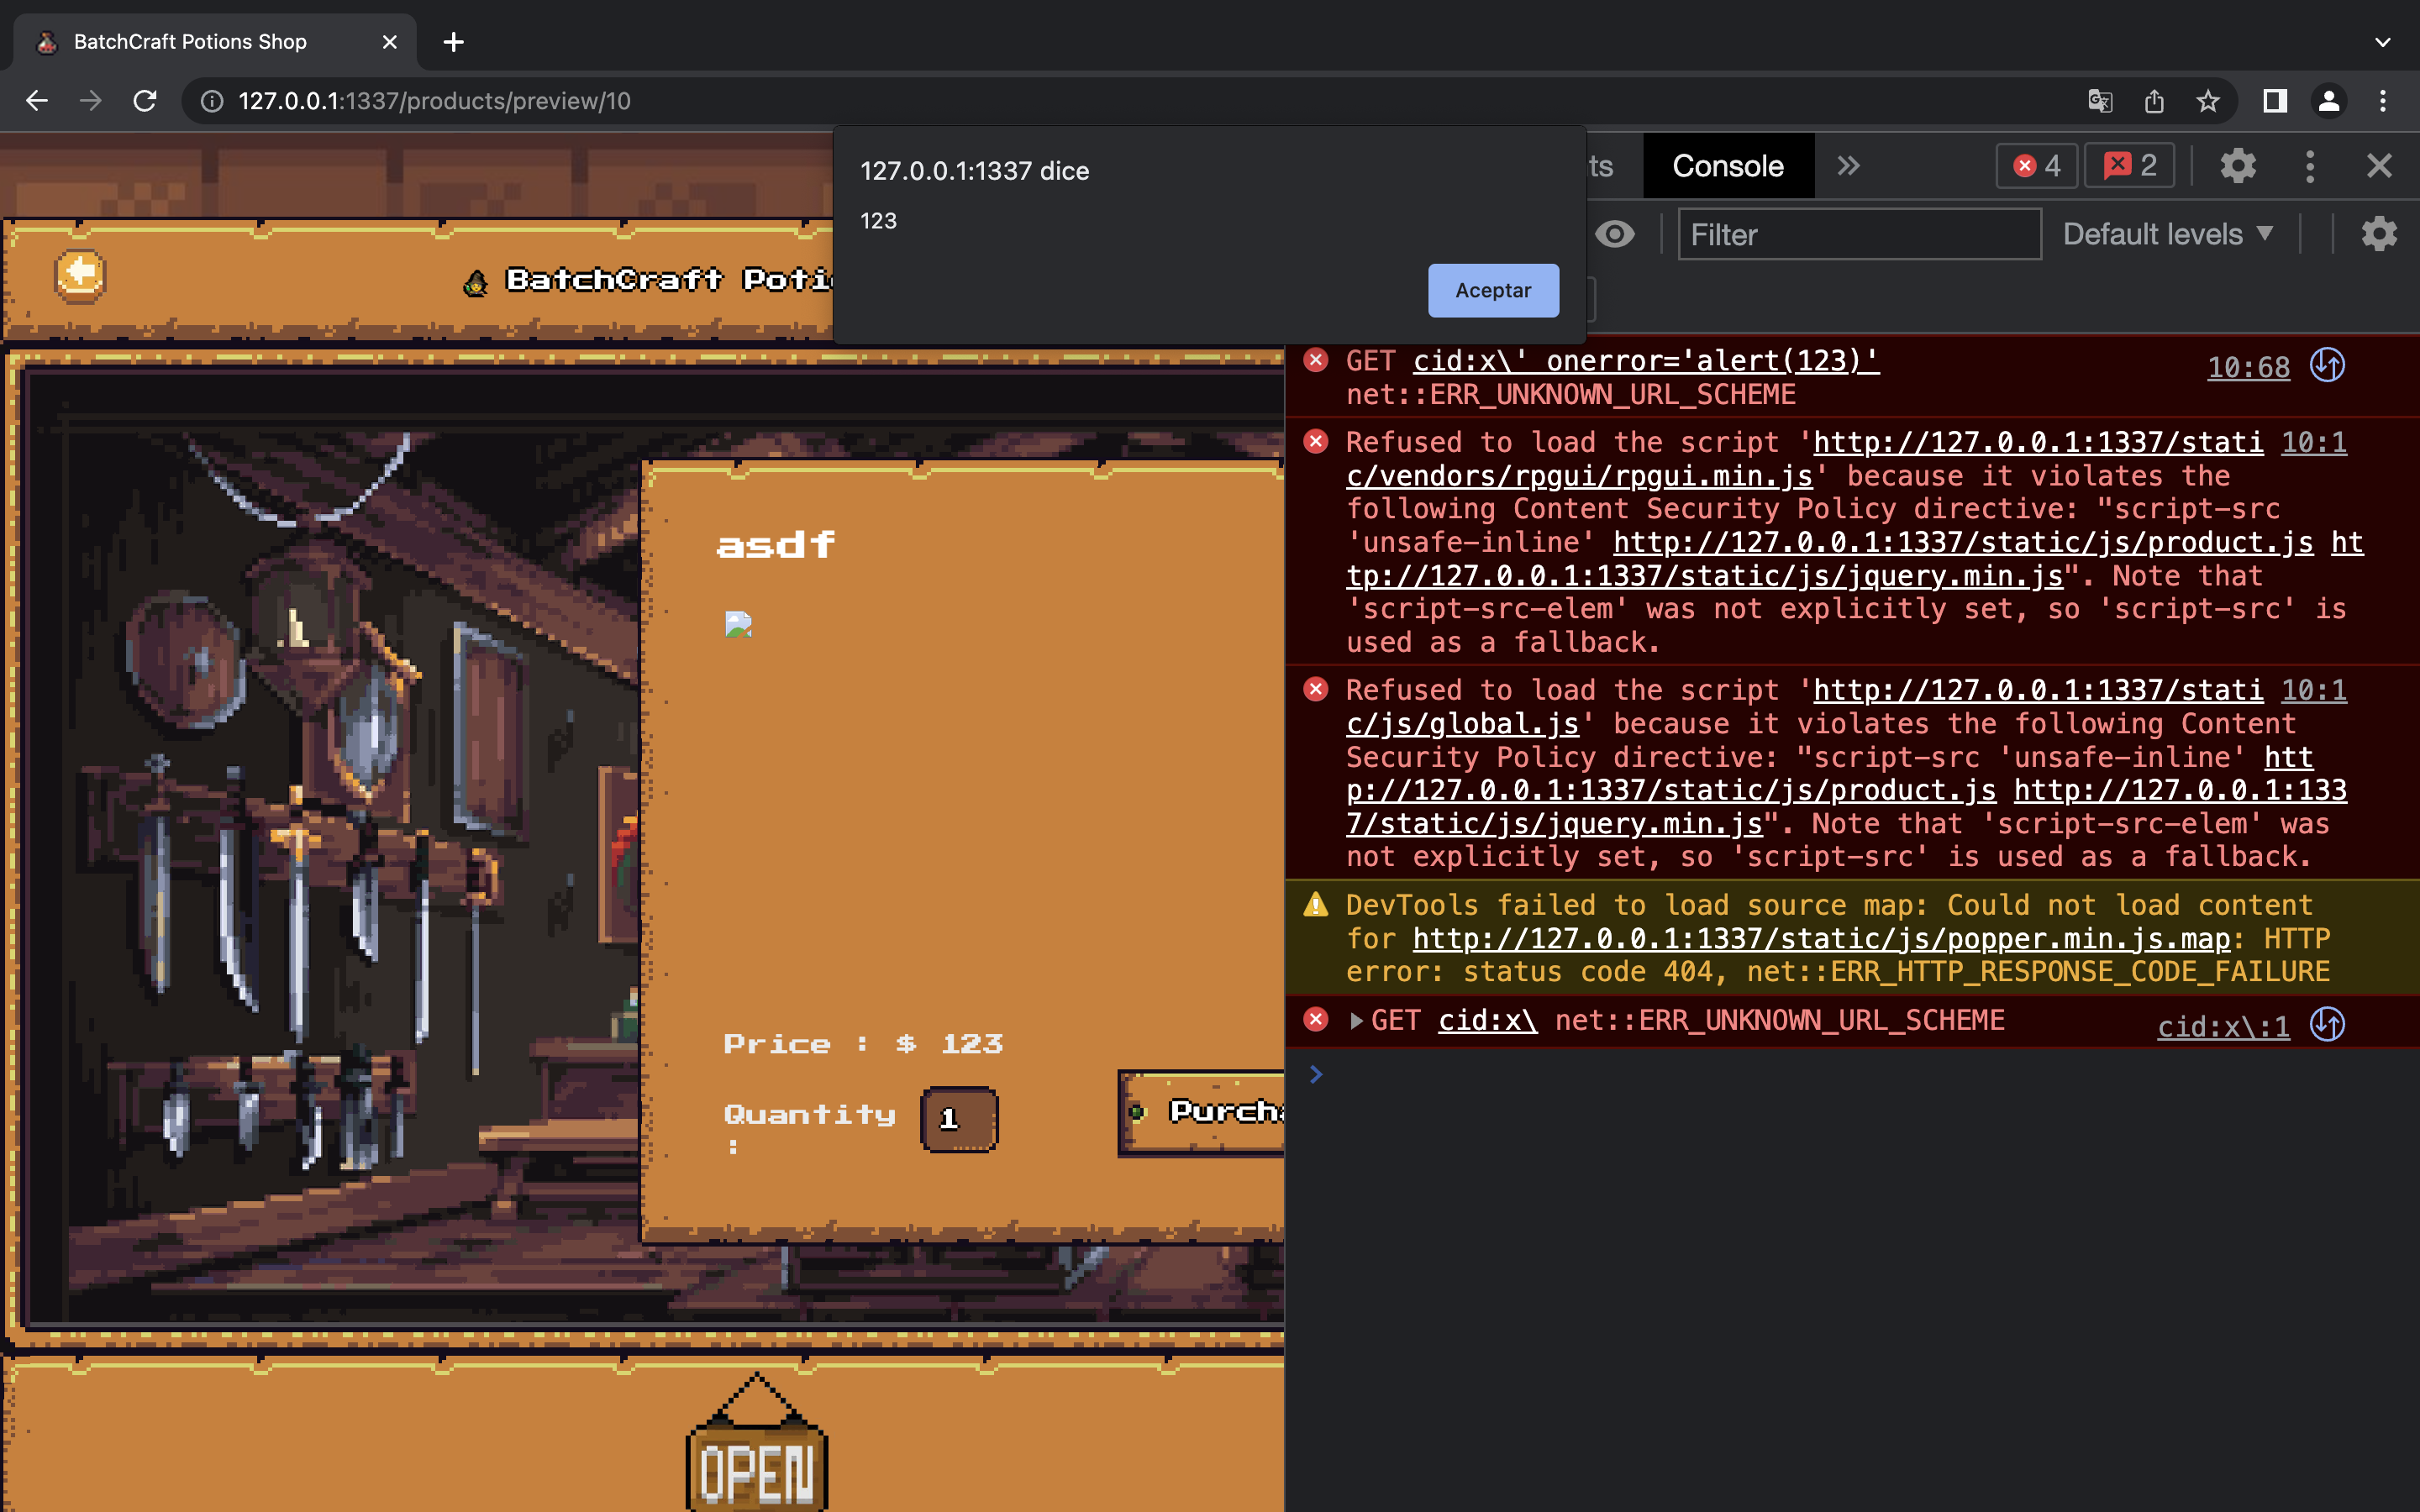 BatchCraft Potions Shop
127.0.0.1:1337/products/preview/10
127.0.0.1:1337 dice
123
Aceptar
ts
Console
4
2
Filter
Default levels
BatchCraft Potio
asdf
Price : $ 123
Quantity
:
1
Purcha
OPEN
GET cid:x\' onerror='alert(123)'
10:68
net::ERR_UNKNOWN_URL_SCHEME
Refused to load the script 'http://127.0.0.1:1337/stati
10:1
c/vendors/rpgui/rpgui.min.js' because it violates the
following Content Security Policy directive: "script-src
'unsafe-inline' http://127.0.0.1:1337/static/js/product.js ht
tp://127.0.0.1:1337/static/js/jquery.min.js". Note that
'script-src-elem' was not explicitly set, so 'script-src' is
used as a fallback.
Refused to load the script 'http://127.0.0.1:1337/stati
10:1
c/js/global.js' because it violates the following Content
Security Policy directive: "script-src 'unsafe-inline' htt
p://127.0.0.1:1337/static/js/product.js http://127.0.0.1:133
7/static/js/jquery.min.js". Note that 'script-src-elem' was
not explicitly set, so 'script-src' is used as a fallback.
DevTools failed to load source map: Could not load content
for http://127.0.0.1:1337/static/js/popper.min.js.map: HTTP
error: status code 404, net::ERR_HTTP_RESPONSE_CODE_FAILURE
GET cid:x\ net::ERR_UNKNOWN_URL_SCHEME
cid:x\:1